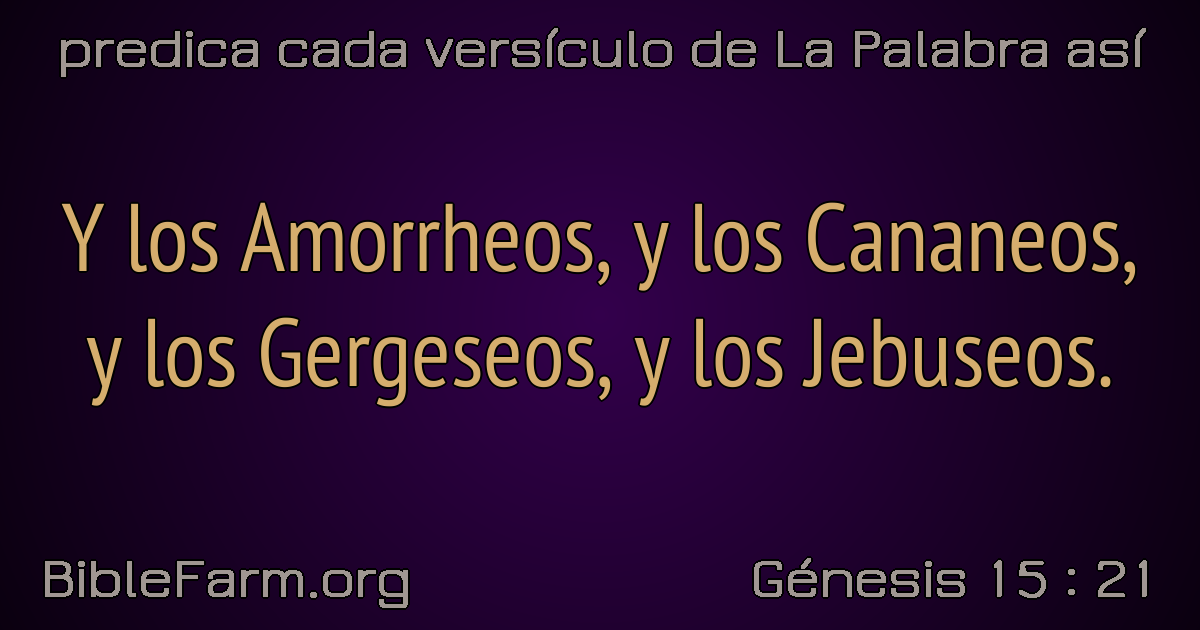 predica cada versículo de La Palabra así
Y los Amorrheos, y los Cananeos,
y los Gergeseos, y los Jebuseos.
BibleFarm.org
Génesis 15 : 21